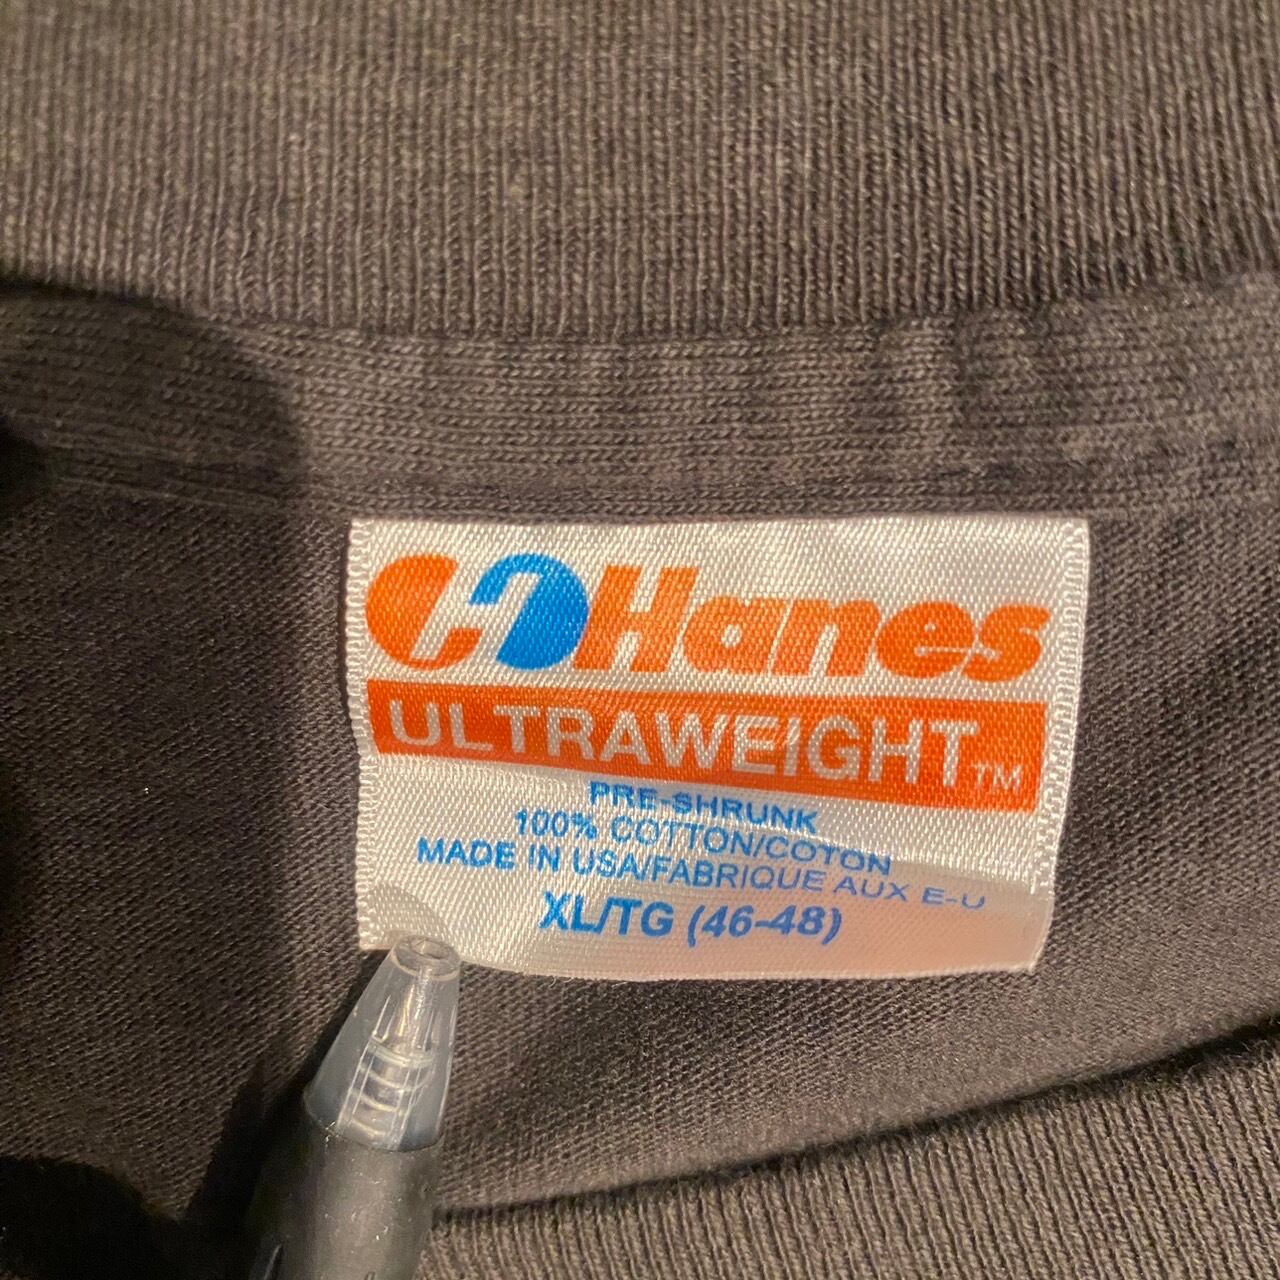 Hanes
ULTRAWEIGHT™
PRE-SHRUNK
100% COTTON/COTON
MADE IN USA/FABRIQUE AUX E-U
XL/TG (46-48)